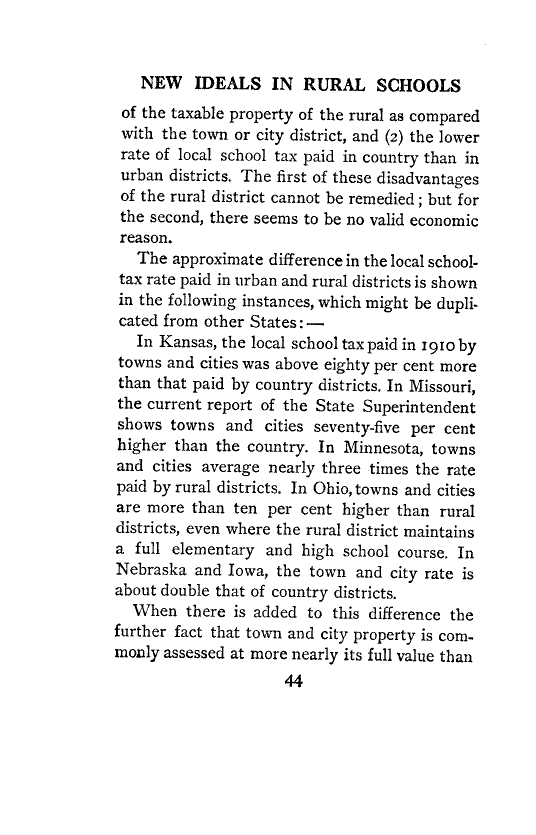 NEW IDEALS IN RURAL SCHOOLS
of the taxable property of the rural as compared
with the town or city district, and (2) the lower
rate of local school tax paid in country than in
urban districts. The first of these disadvantages
of the rural district cannot be remedied; but for
the second, there seems to be no valid economic
reason.
The approximate difference in the local school-
tax rate paid in urban and rural districts is shown
in the following instances, which might be dupli-
cated from other States:—
In Kansas, the local school tax paid in 1910 by
towns and cities was above eighty per cent more
than that paid by country districts. In Missouri,
the current report of the State Superintendent
shows towns and cities seventy-five per cent
higher than the country. In Minnesota, towns
and cities average nearly three times the rate
paid by rural districts. In Ohio, towns and cities
are more than ten per cent higher than rural
districts, even where the rural district maintains
a full elementary and high school course. In
Nebraska and Iowa, the town and city rate is
about double that of country districts.
When there is added to this difference the
further fact that town and city property is com-
monly assessed at more nearly its full value than
44